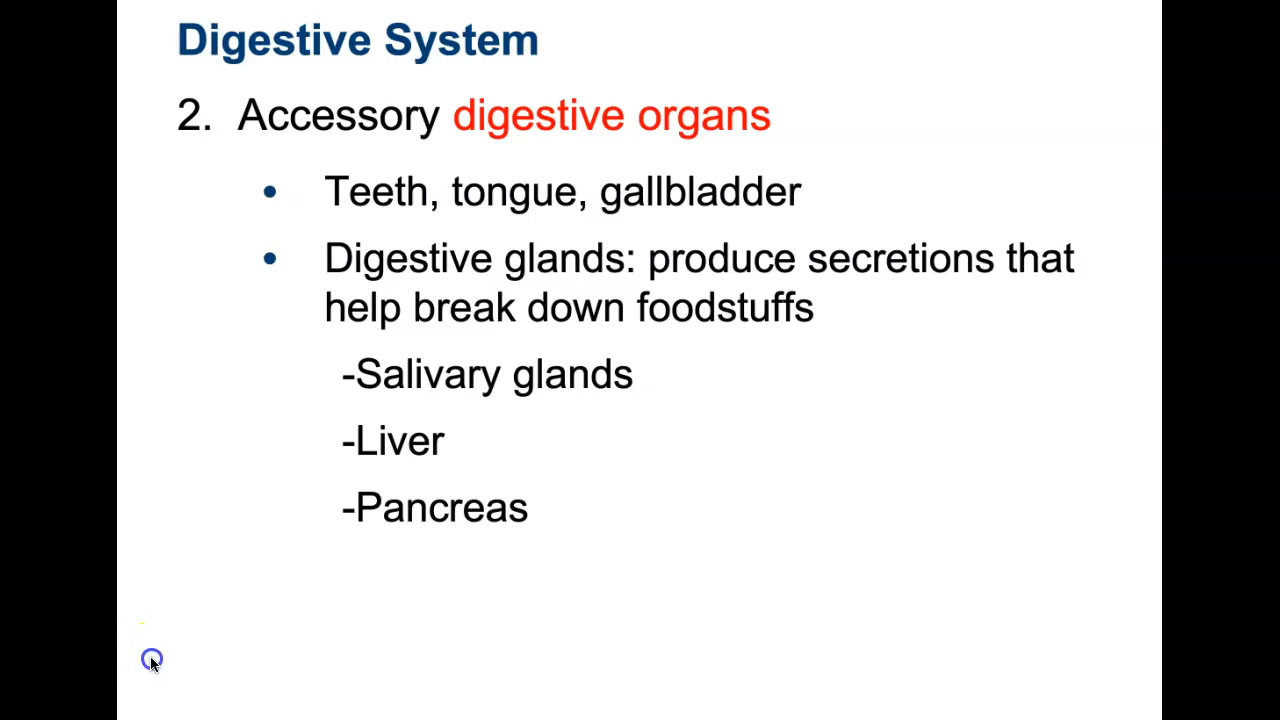 Digestive System
2. Accessory digestive organs
• Teeth, tongue, gallbladder
• Digestive glands: produce secretions that
help break down foodstuffs
-Salivary glands
-Liver
-Pancreas